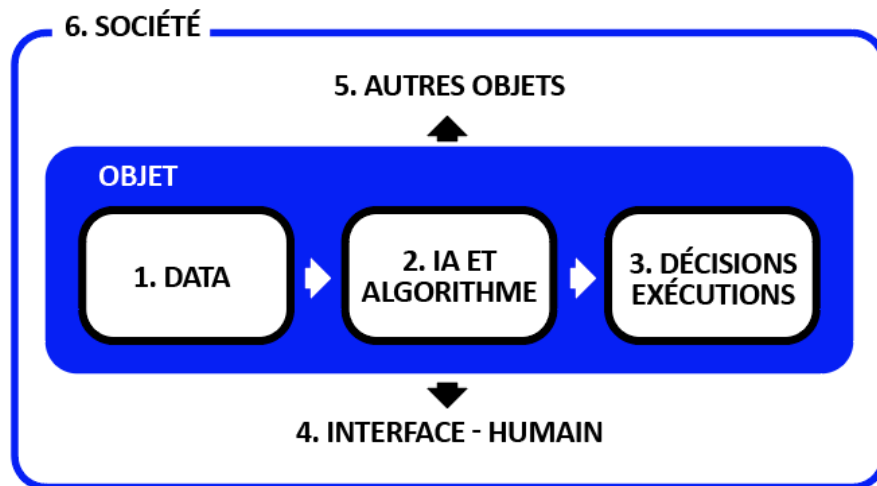 6. SOCIÉTÉ
5. AUTRES OBJETS
OBJET
1. DATA
2. IA ET
ALGORITHME
3. DÉCISIONS
EXÉCUTIONS
4. INTERFACE - HUMAIN